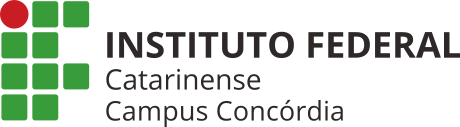 INSTITUTO FEDERAL
Catarinense
Campus Concórdia